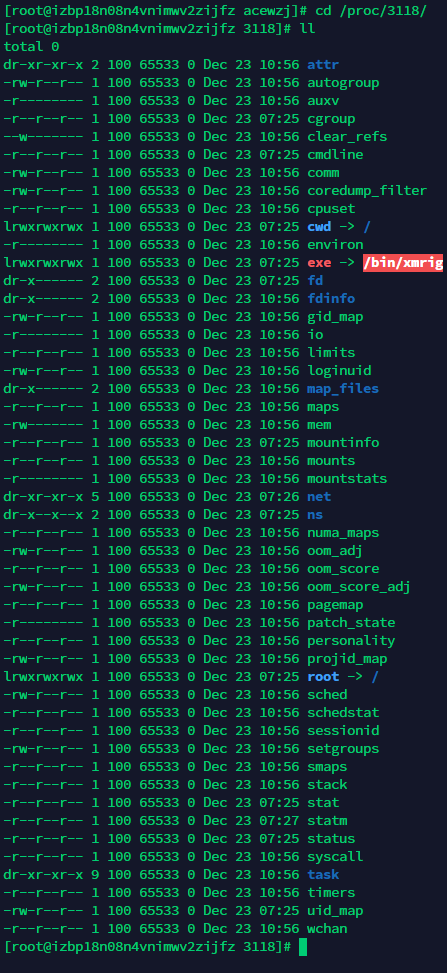 [root@izbp18n08n4vnimwv2zijfz acewzj]# cd /proc/3118/
[root@izbp18n08n4vnimwv2zijfz 3118]# ll
total 0
dr-xr-xr-x 2 100 65533 0 Dec 23 10:56 attr
-rw-r--r-- 1 100 65533 0 Dec 23 10:56 autogroup
-r-------- 1 100 65533 0 Dec 23 10:56 auxv
-r--r--r-- 1 100 65533 0 Dec 23 07:25 cgroup
--w------- 1 100 65533 0 Dec 23 10:56 clear_refs
-r--r--r-- 1 100 65533 0 Dec 23 07:25 cmdline
-rw-r--r-- 1 100 65533 0 Dec 23 10:56 comm
-rw-r--r-- 1 100 65533 0 Dec 23 10:56 coredump_filter
-r--r--r-- 1 100 65533 0 Dec 23 10:56 cpuset
lrwxrwxrwx 1 100 65533 0 Dec 23 07:25 cwd -> /
-r-------- 1 100 65533 0 Dec 23 10:56 environ
lrwxrwxrwx 1 100 65533 0 Dec 23 07:25 exe -> /bin/xmrig
dr-x------ 2 100 65533 0 Dec 23 07:25 fd
dr-x------ 2 100 65533 0 Dec 23 10:56 fdinfo
-rw-r--r-- 1 100 65533 0 Dec 23 10:56 gid_map
-r-------- 1 100 65533 0 Dec 23 10:56 io
-r--r--r-- 1 100 65533 0 Dec 23 10:56 limits
-rw-r--r-- 1 100 65533 0 Dec 23 10:56 loginuid
dr-x------ 2 100 65533 0 Dec 23 10:56 map_files
-r--r--r-- 1 100 65533 0 Dec 23 10:56 maps
-rw------- 1 100 65533 0 Dec 23 10:56 mem
-r--r--r-- 1 100 65533 0 Dec 23 07:25 mountinfo
-r--r--r-- 1 100 65533 0 Dec 23 10:56 mounts
-r-------- 1 100 65533 0 Dec 23 10:56 mountstats
dr-xr-xr-x 5 100 65533 0 Dec 23 07:26 net
dr-x--x--x 2 100 65533 0 Dec 23 07:25 ns
-r--r--r-- 1 100 65533 0 Dec 23 10:56 numa_maps
-rw-r--r-- 1 100 65533 0 Dec 23 10:56 oom_adj
-r--r--r-- 1 100 65533 0 Dec 23 10:56 oom_score
-rw-r--r-- 1 100 65533 0 Dec 23 10:56 oom_score_adj
-r--r--r-- 1 100 65533 0 Dec 23 10:56 pagemap
-r-------- 1 100 65533 0 Dec 23 10:56 patch_state
-r--r--r-- 1 100 65533 0 Dec 23 10:56 personality
-rw-r--r-- 1 100 65533 0 Dec 23 10:56 projid_map
lrwxrwxrwx 1 100 65533 0 Dec 23 07:25 root -> /
-rw-r--r-- 1 100 65533 0 Dec 23 10:56 sched
-r--r--r-- 1 100 65533 0 Dec 23 10:56 schedstat
-r--r--r-- 1 100 65533 0 Dec 23 10:56 sessionid
-rw-r--r-- 1 100 65533 0 Dec 23 10:56 setgroups
-r--r--r-- 1 100 65533 0 Dec 23 10:56 smaps
-r--r--r-- 1 100 65533 0 Dec 23 10:56 stack
-r--r--r-- 1 100 65533 0 Dec 23 07:25 stat
-r--r--r-- 1 100 65533 0 Dec 23 07:27 statm
-r--r--r-- 1 100 65533 0 Dec 23 07:25 status
-r--r--r-- 1 100 65533 0 Dec 23 10:56 syscall
dr-xr-xr-x 9 100 65533 0 Dec 23 10:56 task
-r--r--r-- 1 100 65533 0 Dec 23 10:56 timers
-rw-r--r-- 1 100 65533 0 Dec 23 07:25 uid_map
-r--r--r-- 1 100 65533 0 Dec 23 10:56 wchan
[root@izbp18n08n4vnimwv2zijfz 3118]#